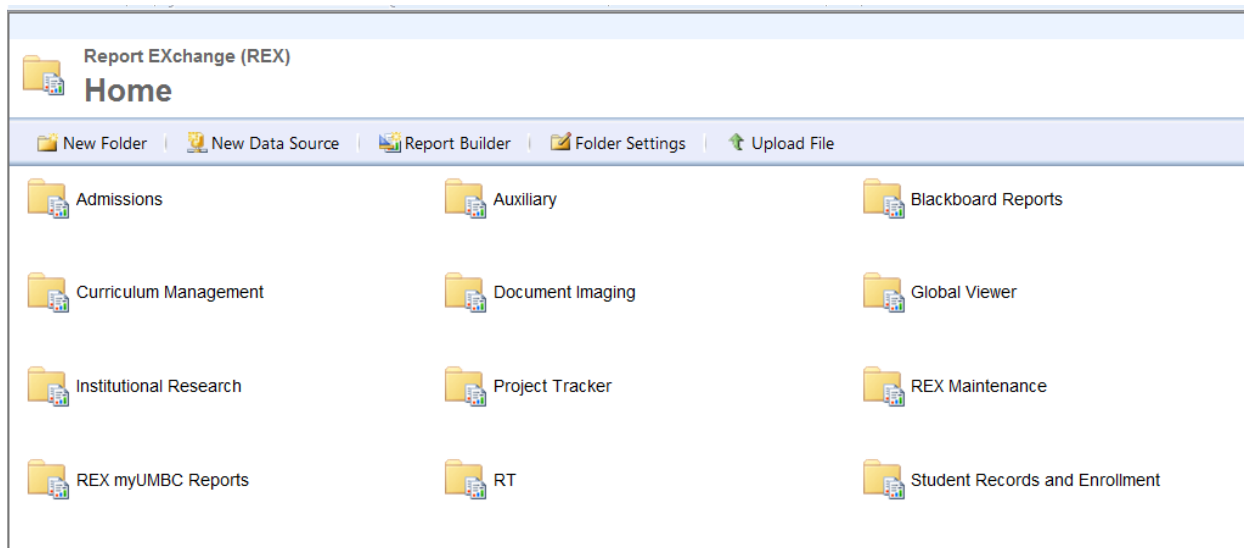 Report EXchange (REX)
Home
New Folder New Data Source Report Builder Folder Settings Upload File
Admissions Auxiliary Blackboard Reports
Curriculum Management Document Imaging Global Viewer
Institutional Research Project Tracker REX Maintenance
REX myUMBC Reports RT Student Records and Enrollment